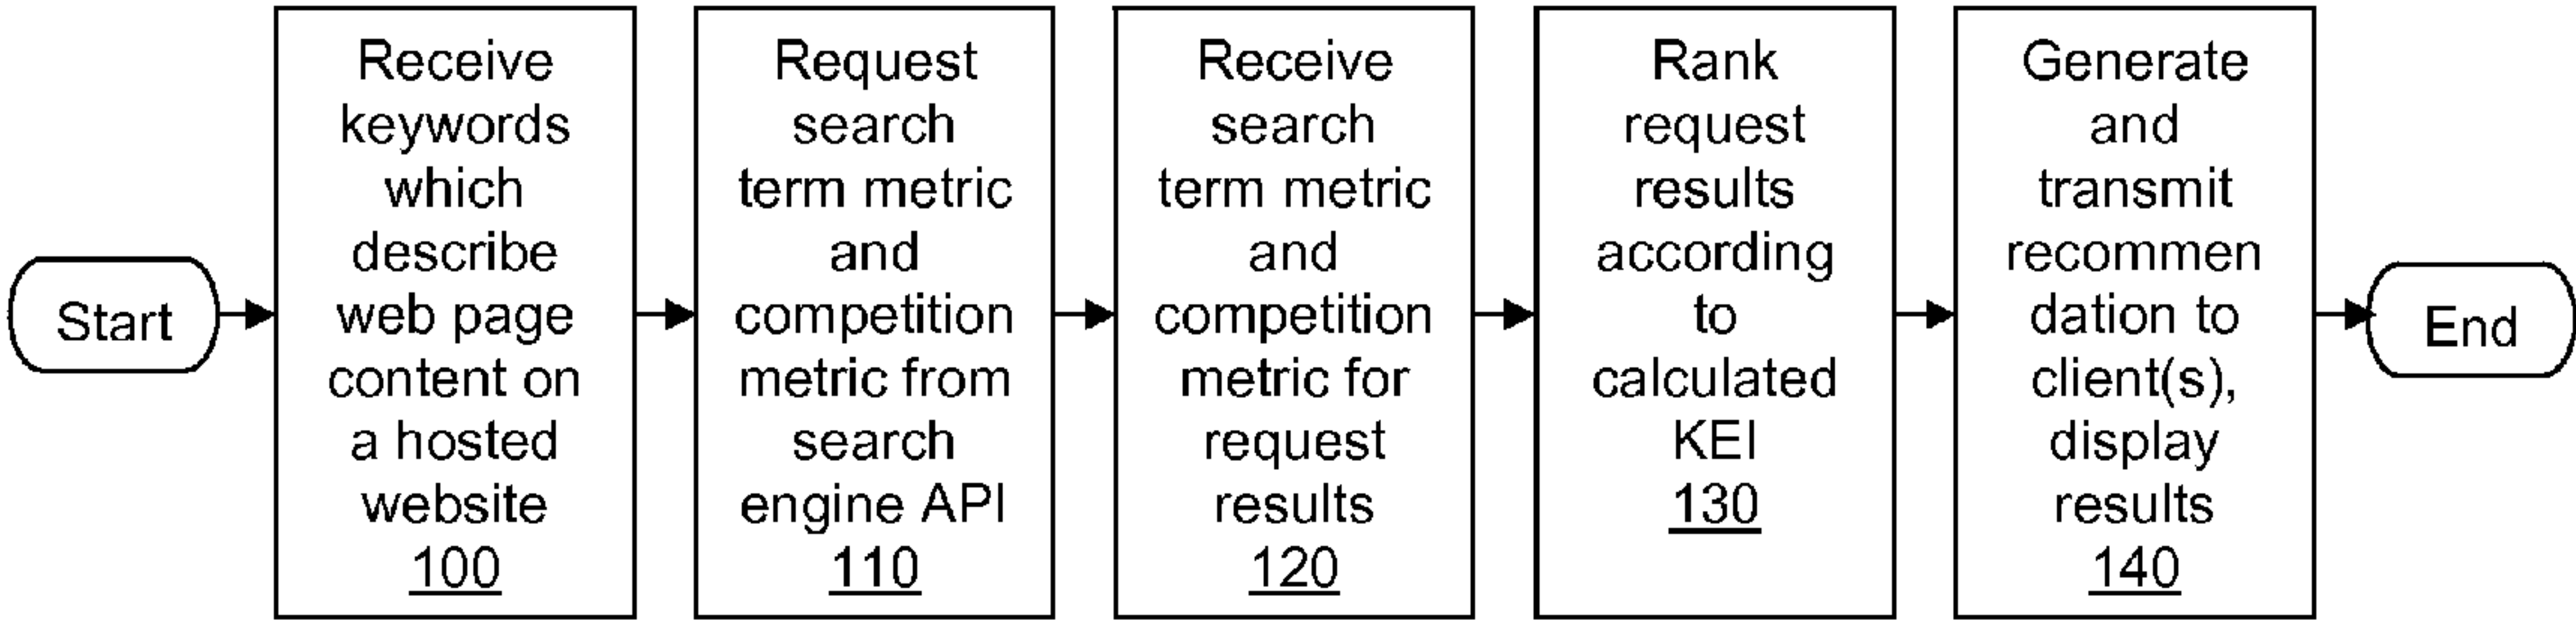 Start
Receive
keywords
which
describe
web page
content on
a hosted
website
100
Request
search
term metric
and
competition
metric from
search
engine API
110
Receive
search
term metric
and
competition
metric for
request
results
120
Rank
request
results
according
to
calculated
KEI
130
Generate
and
transmit
recommen
dation to
client(s),
display
results
140
End